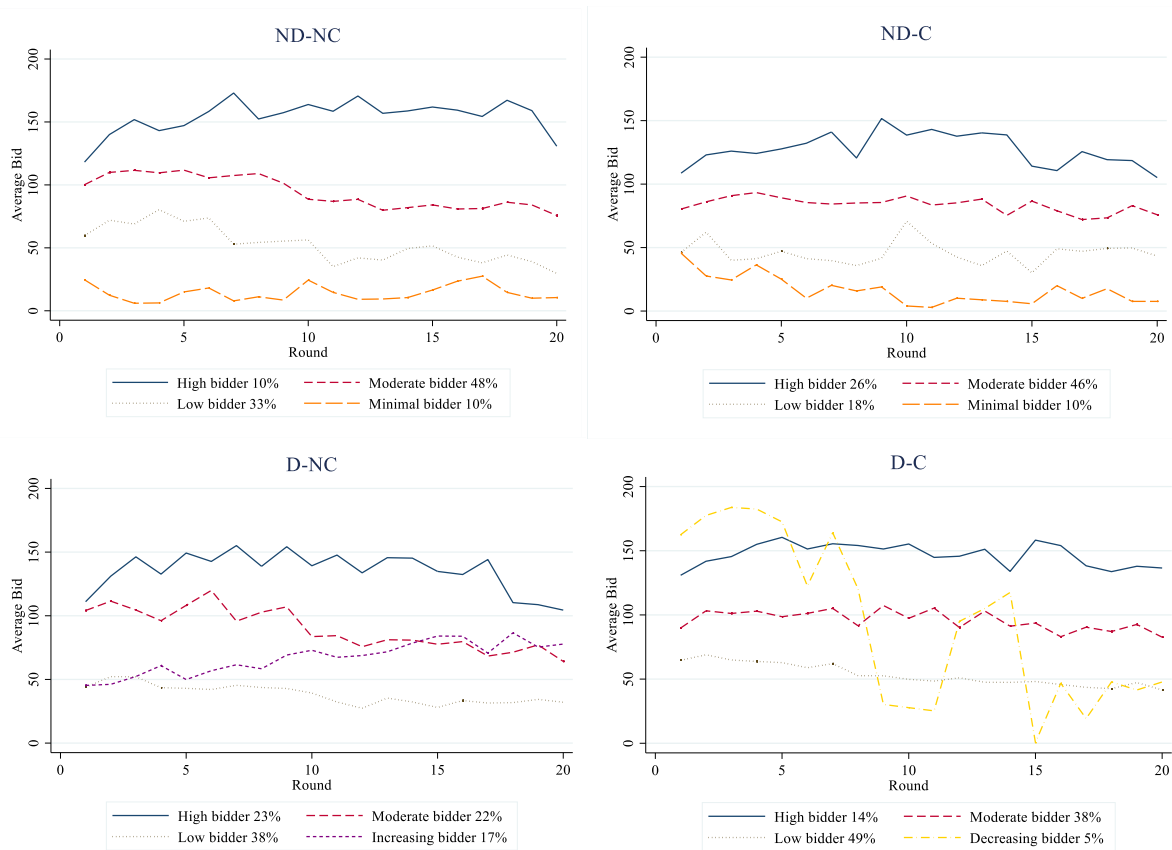 ND-NC
Average Bid
200
150
100
50
0
0 5 10 15 20
Round
High bidder 10% Moderate bidder 48%
Low bidder 33% Minimal bidder 10%
ND-C
Average Bid
200
150
100
50
0
0 5 10 15 20
Round
High bidder 26% Moderate bidder 46%
Low bidder 18% Minimal bidder 10%
D-NC
Average Bid
200
150
100
50
0
0 5 10 15 20
Round
High bidder 23% Moderate bidder 22%
Low bidder 38% Increasing bidder 17%
D-C
Average Bid
200
150
100
50
0
0 5 10 15 20
Round
High bidder 14% Moderate bidder 38%
Low bidder 49% Decreasing bidder 5%